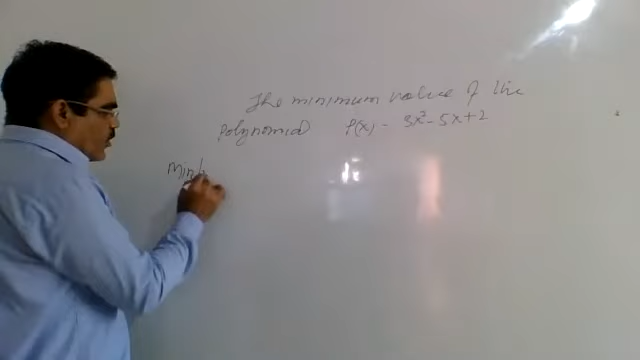 The minimum value of the
polynomial P(x) = 3x² - 5x + 2
Min